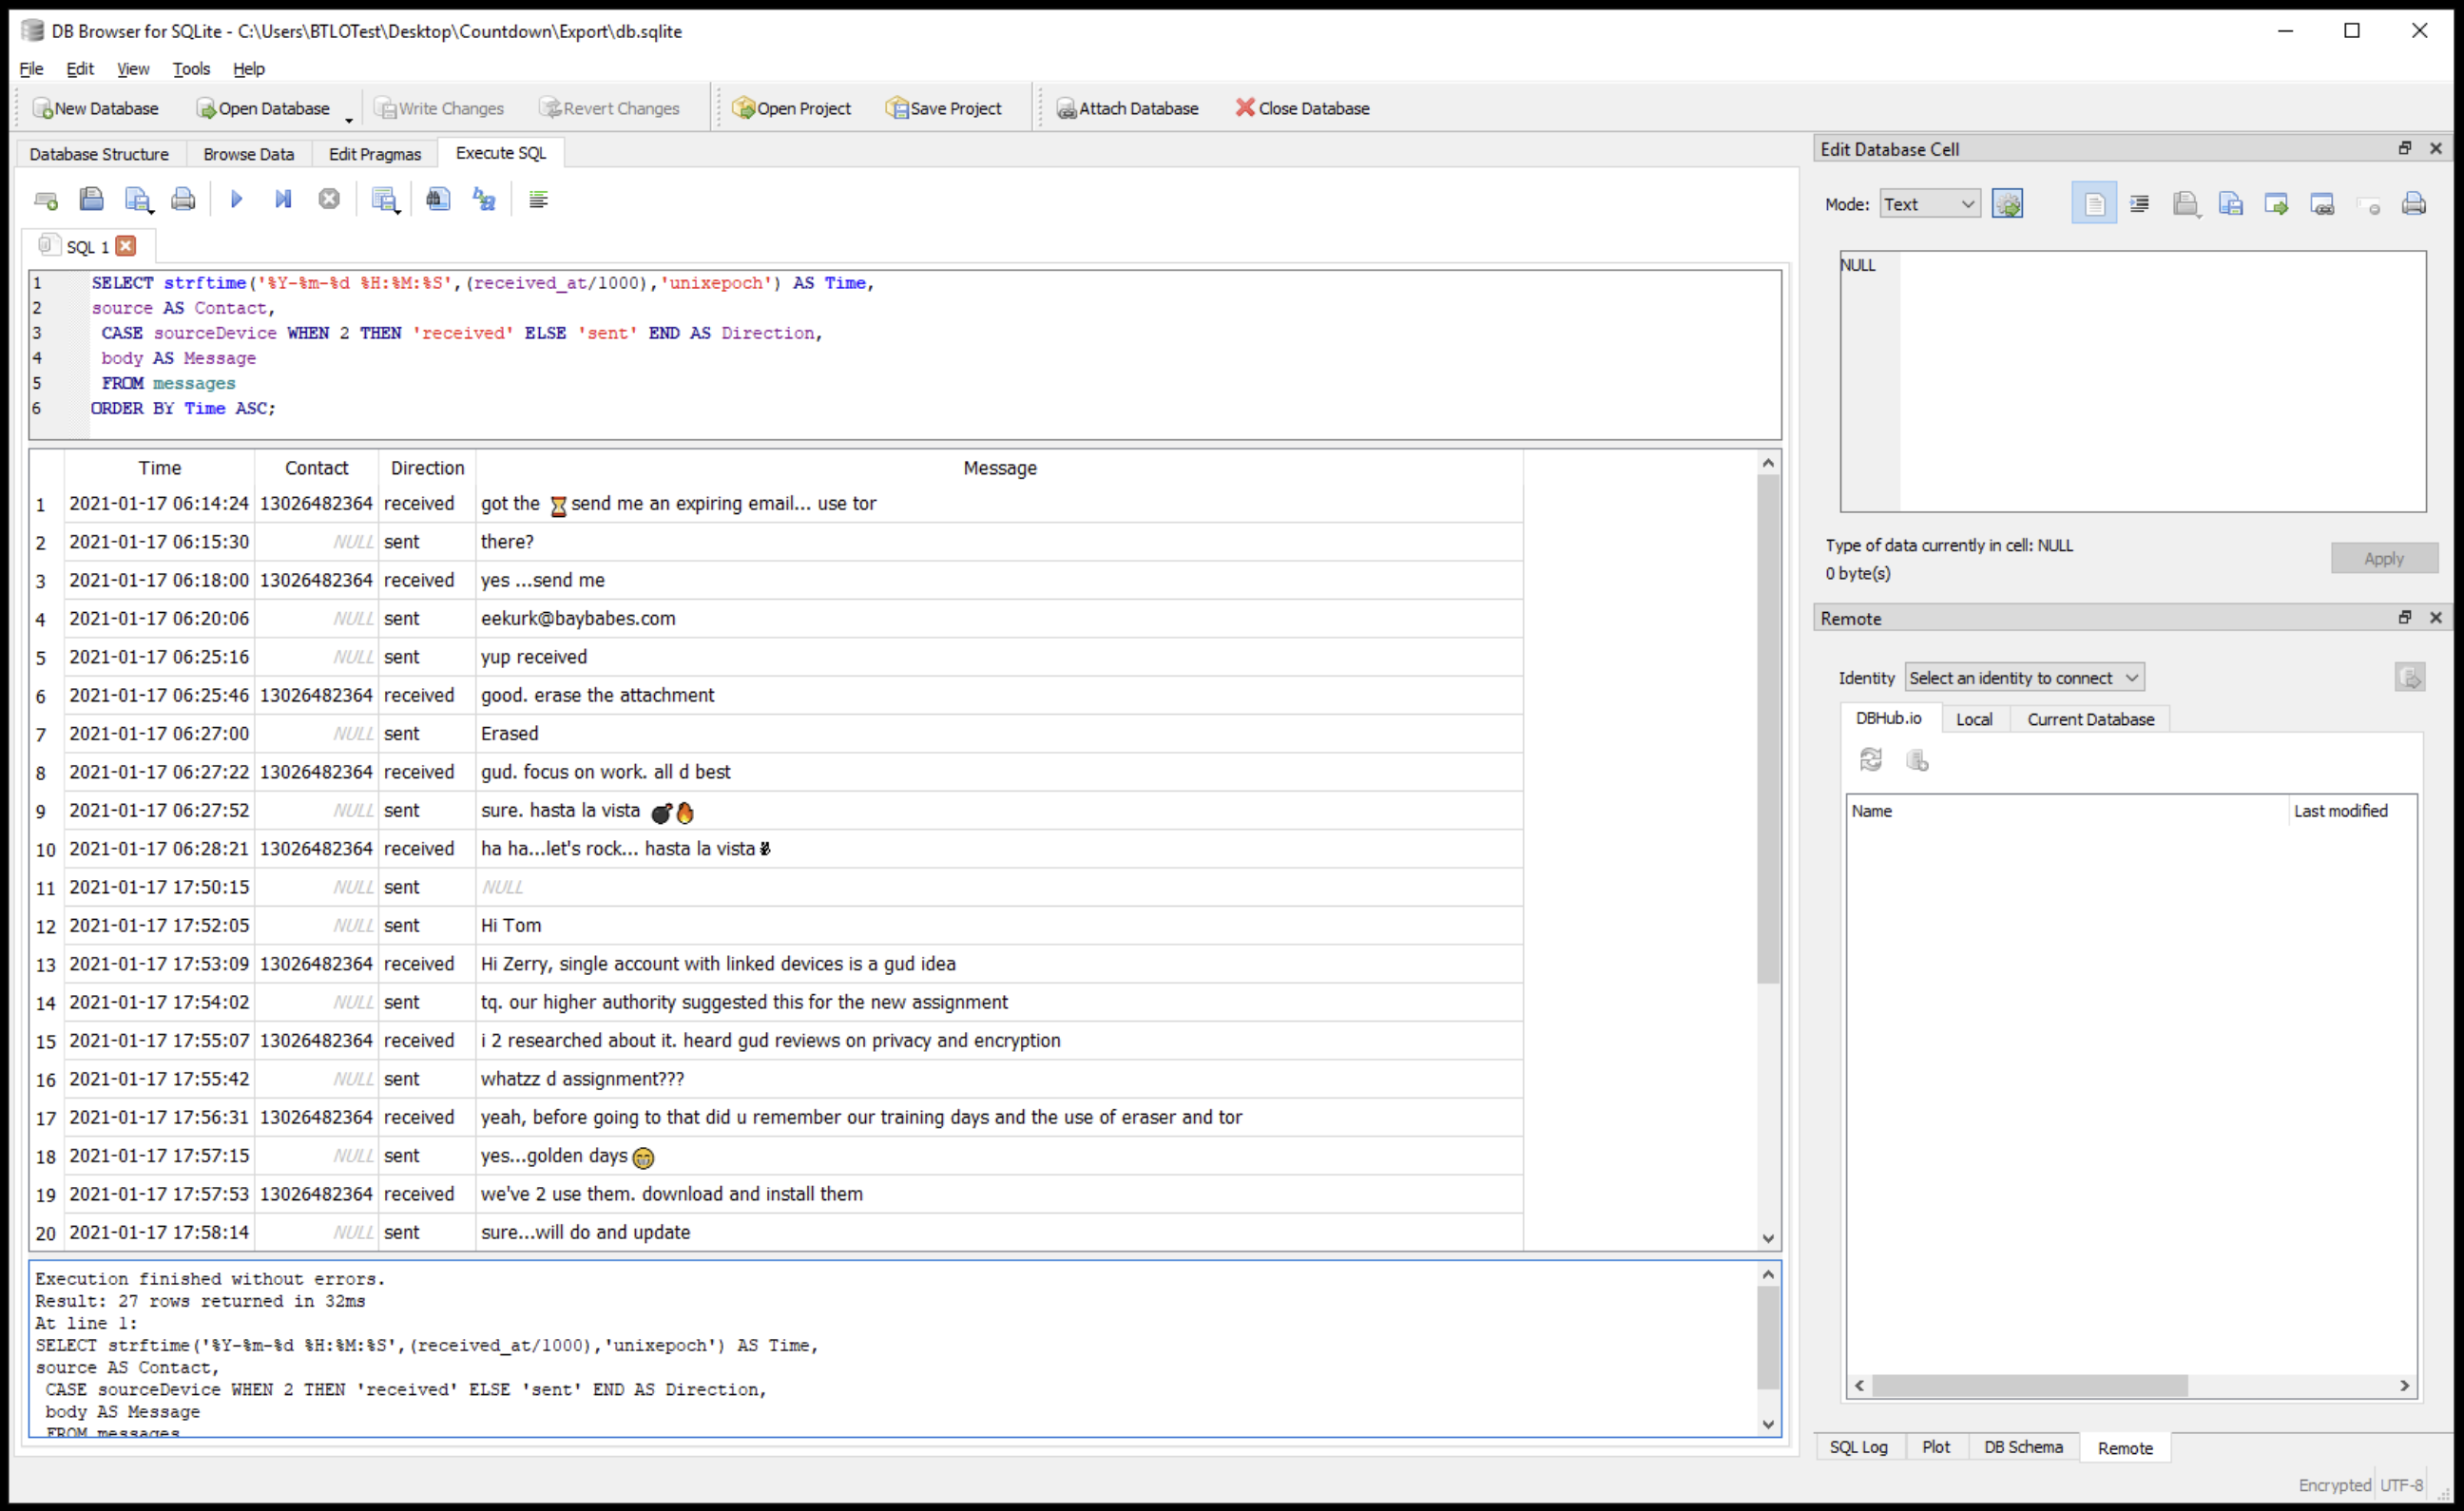 DB Browser for SQLite - C:\Users\BTLOTest\Desktop\Countdown\Export\db.sqlite
File Edit View Tools Help
New Database Open Database Write Changes Revert Changes Open Project Save Project Attach Database Close Database
Database Structure Browse Data Edit Pragmas Execute SQL
SQL 1
1 SELECT strftime('%Y-%m-%d %H:%M:%S',(received_at/1000),'unixepoch') AS Time,
2 source AS Contact,
3 CASE sourceDevice WHEN 2 THEN 'received' ELSE 'sent' END AS Direction,
4 body AS Message
5 FROM messages
6 ORDER BY Time ASC;
Time Contact Direction Message
1 2021-01-17 06:14:24 13026482364 received got the ⏳ send me an expiring email... use tor
2 2021-01-17 06:15:30 NULL sent there?
3 2021-01-17 06:18:00 13026482364 received yes ...send me
4 2021-01-17 06:20:06 NULL sent eekurk@baybabes.com
5 2021-01-17 06:25:16 NULL sent yup received
6 2021-01-17 06:25:46 13026482364 received good. erase the attachment
7 2021-01-17 06:27:00 NULL sent Erased
8 2021-01-17 06:27:22 13026482364 received gud. focus on work. all d best
9 2021-01-17 06:27:52 NULL sent sure. hasta la vista 💣🔥
10 2021-01-17 06:28:21 13026482364 received ha ha...let's rock... hasta la vista✌
11 2021-01-17 17:50:15 NULL sent NULL
12 2021-01-17 17:52:05 NULL sent Hi Tom
13 2021-01-17 17:53:09 13026482364 received Hi Zerry, single account with linked devices is a gud idea
14 2021-01-17 17:54:02 NULL sent tq. our higher authority suggested this for the new assignment
15 2021-01-17 17:55:07 13026482364 received i 2 researched about it. heard gud reviews on privacy and encryption
16 2021-01-17 17:55:42 NULL sent whatzz d assignment???
17 2021-01-17 17:56:31 13026482364 received yeah, before going to that did u remember our training days and the use of eraser and tor
18 2021-01-17 17:57:15 NULL sent yes...golden days😁
19 2021-01-17 17:57:53 13026482364 received we've 2 use them. download and install them
20 2021-01-17 17:58:14 NULL sent sure...will do and update
Execution finished without errors.
Result: 27 rows returned in 32ms
At line 1:
SELECT strftime('%Y-%m-%d %H:%M:%S',(received_at/1000),'unixepoch') AS Time,
source AS Contact,
CASE sourceDevice WHEN 2 THEN 'received' ELSE 'sent' END AS Direction,
body AS Message
FROM messages
Edit Database Cell
Mode: Text
NULL
Type of data currently in cell: NULL
0 byte(s)
Apply
Remote
Identity Select an identity to connect
DBHub.io Local Current Database
Name Last modified
SQL Log Plot DB Schema Remote
Encrypted UTF-8